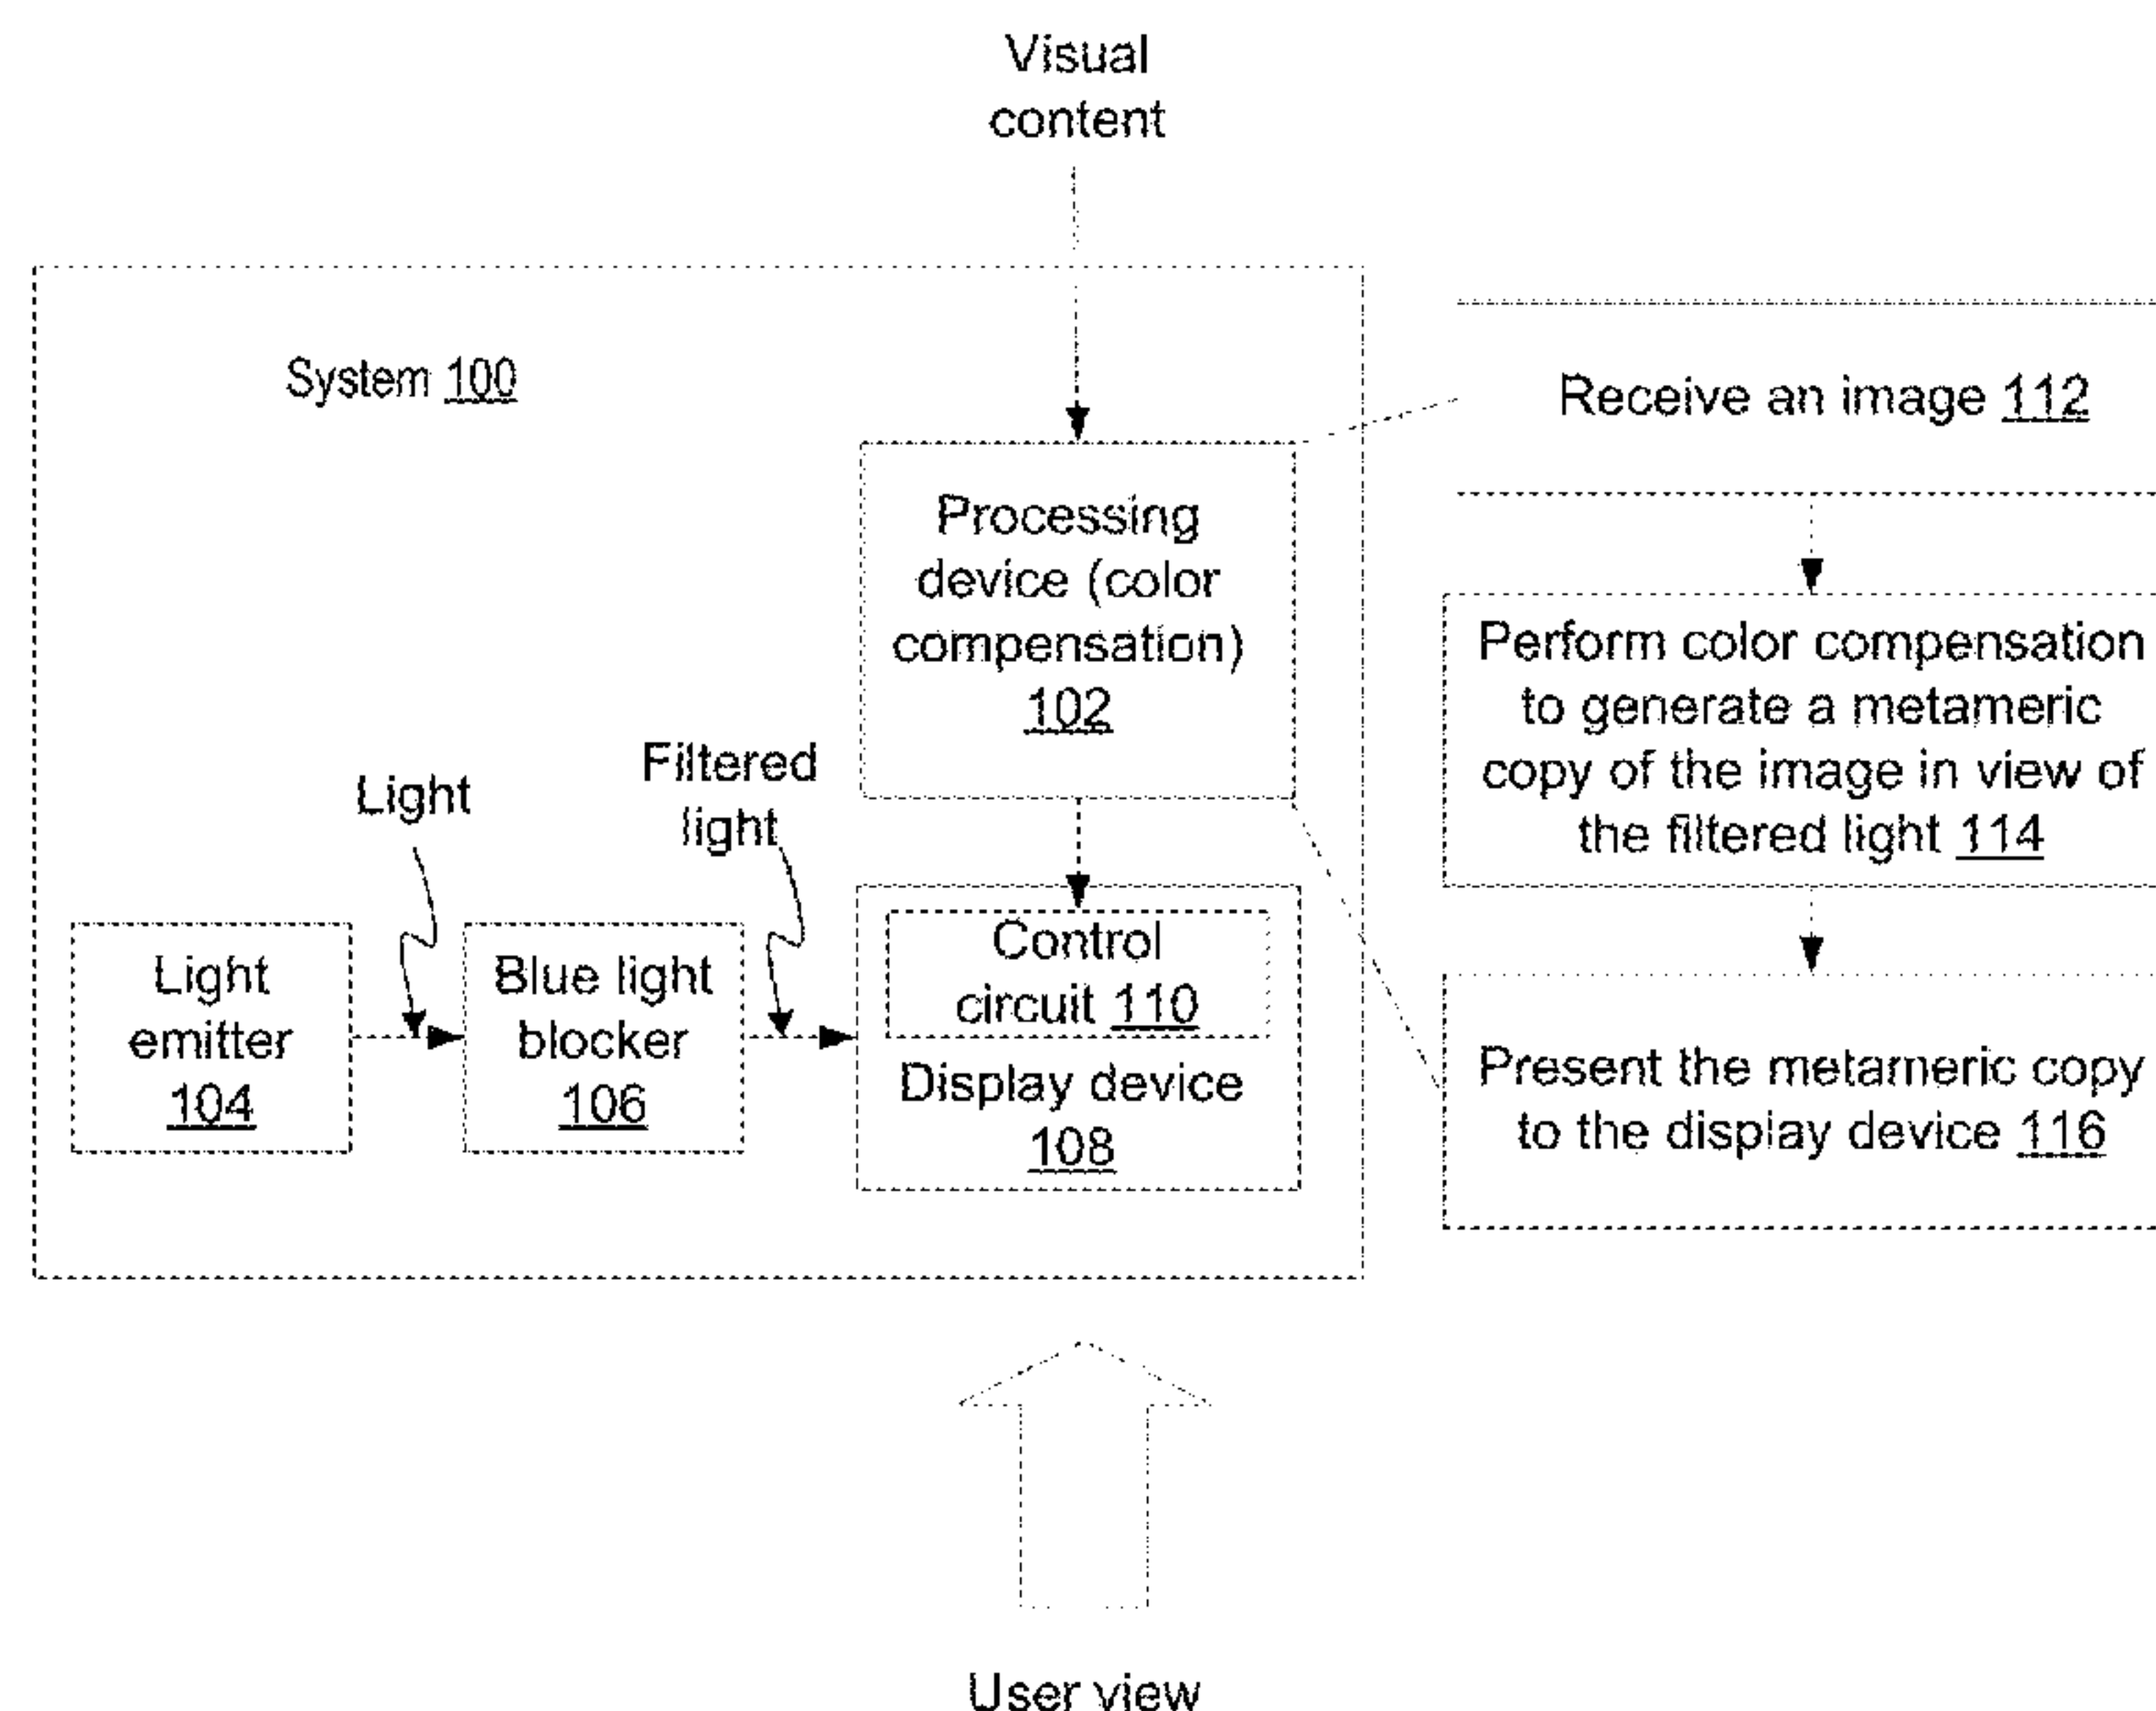 Visual
content
System 100
Receive an image 112
Processing
device (color
compensation)
102
Perform color compensation
to generate a metameric
copy of the image in view of
the filtered light 114
Light
Filtered
light
Light
emitter
104
Blue light
blocker
106
Control
circuit 110
Display device
108
Present the metameric copy
to the display device 116
User view